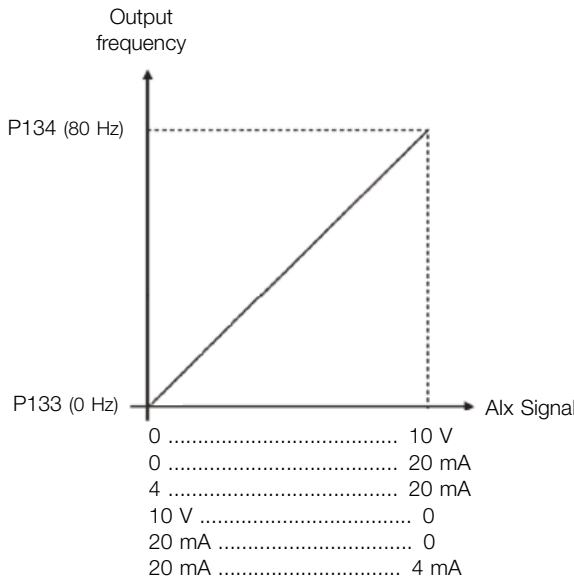 Output
frequency
P134 (80 Hz)
P133 (0 Hz)
AIx Signal
0 ..................................... 10 V
0 ..................................... 20 mA
4 ..................................... 20 mA
10 V .................................. 0
20 mA ............................... 0
20 mA ............................. 4 mA